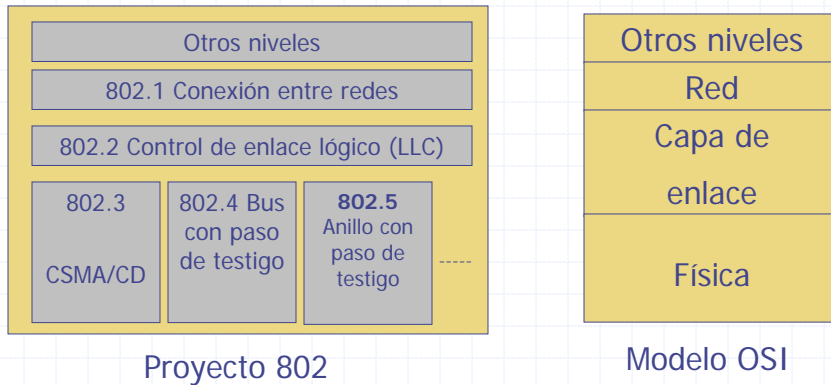 Otros niveles
802.1 Conexión entre redes
802.2 Control de enlace lógico (LLC)
802.3
CSMA/CD
802.4 Bus
con paso
de testigo
802.5
Anillo con
paso de
testigo
-----
Proyecto 802
Otros niveles
Red
Capa de
enlace
Física
Modelo OSI